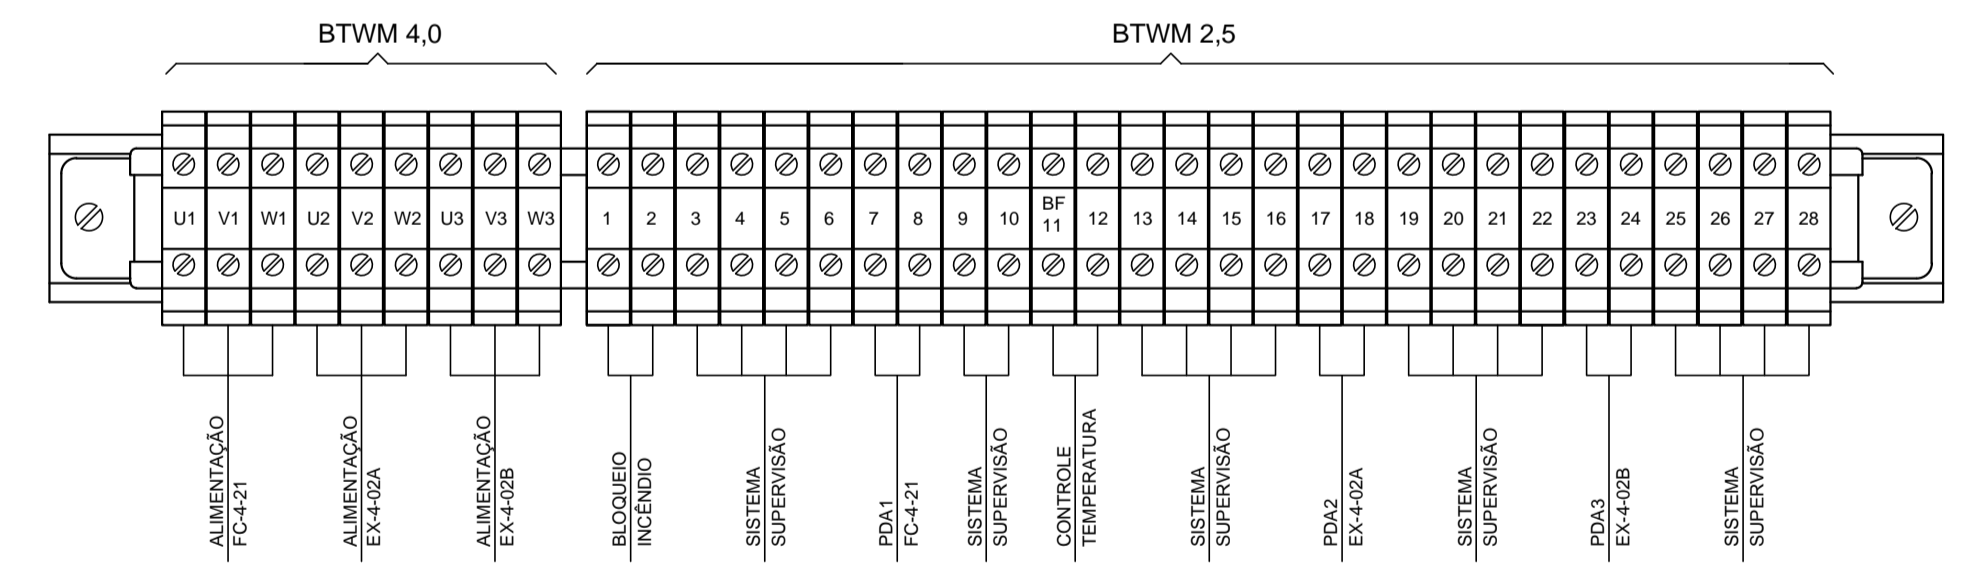 BTWM 4,0
BTWM 2,5
U1 V1 W1 U2 V2 W2 U3 V3 W3 1 2 3 4 5 6 7 8 9 10 BF 11 12 13 14 15 16 17 18 19 20 21 22 23 24 25 26 27 28
ALIMENTAÇÃO
FC-4-21
ALIMENTAÇÃO
EX-4-02A
ALIMENTAÇÃO
EX-4-02B
BLOQUEIO
INCÊNDIO
SISTEMA
SUPERVISÃO
PDA1
FC-4-21
SISTEMA
SUPERVISÃO
CONTROLE
TEMPERATURA
SISTEMA
SUPERVISÃO
PDA2
EX-4-02A
SISTEMA
SUPERVISÃO
PDA3
EX-4-02B
SISTEMA
SUPERVISÃO